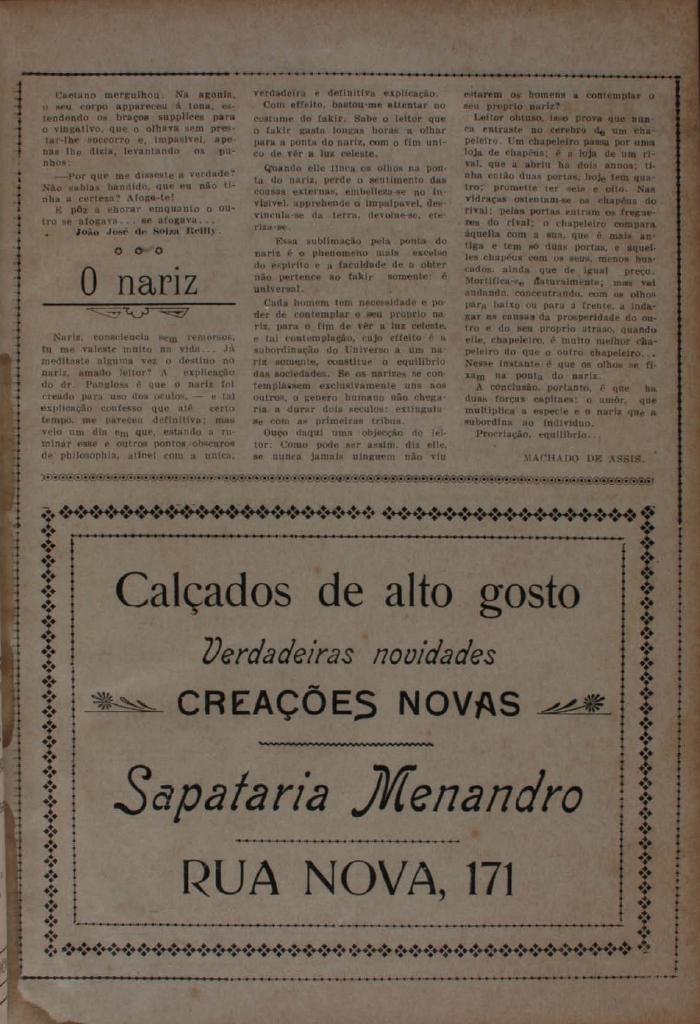 Caetano mergulhou. Na agonia,
o seu corpo appareceu á tona, es-
tendendo os braços supplices para
o vingativo, que o olhava sem pres-
tar-lhe soccorro e, impasivel, ape-
nas lhe dizia, levantando os pu-
nhos:
—Por que me disseste a verdade?
Não sabias bandido, que eu não ti-
nha a certeza? Afoga-te!
E pôz a chorar emquanto o ou-
tro se afogava... se afogava...
João José de Soiza Reilly.
O nariz
Nariz, consciencia sem remorsos,
tu me valeste muito na vida... Já
meditaste alguma vez o destino no
nariz, amado leitor? A explicação
do dr. Pangloss é que o nariz foi
creado para uso dos oculos, — e tal
explicação confesso que até certo
tempo, me pareceu definitiva; mas
veio um dia em que, estando a ru-
minar esse e outros pontos obscuros
de philosophia, atinei com a unica,
verdadeira e definitiva explicação.
Com effeito, bastou-me attentar no
costume do fakir. Sabe o leitor que
o fakir gasta longas horas a olhar
para a ponta do nariz, com o fim uni-
co de vêr a luz celeste.
Quando elle finca os olhos na pon-
ta do nariz, perde o sentimento das
cousas externas, embelleza-se no in-
visivel, apprehende o impalpavel, des-
vincula-se da terra, devolne-se, ete-
riza-se.
Essa sublimação pela ponta do
nariz é o phenomeno mais excelso
do espirito e a faculdade de a obter
não pertence ao fakir somente: é
universal.
Cada homem tem necessidade e po-
der de contemplar o seu proprio na-
riz, para o fim de vêr a luz celeste,
e tal contemplação, cujo effeito é a
subordinação do Universo a um na-
riz somente, constitue o equilibrio
das sociedades. Se os narizes se con-
templassem exclusivamente uns aos
outros, o genero humano não chega-
ria a durar dois seculos: extinguia-
se com as primeiras tribus.
Ouço daqui uma objecção do lei-
tor: Como póde ser assim, diz elle,
se nunca jamais ninguem não viu
estarem os homens a contemplar o
seu proprio nariz?
Leitor obtuso, isso prova que nun-
ca entraste no cerebro de um cha-
peleiro. Um chapeleiro passa por uma
loja de chapéus; é a loja de um ri-
val, que a abriu ha dois annos; ti-
nha então duas portas, hoje tem qua-
tro; promette ter seis e oito. Nas
vidraças ostentam-se os chapéus do
rival; pelas portas entram os fregue-
zes do rival; o chapeleiro compara
áquella com a sua, que é mais an-
tiga e tem só duas portas, e aquel-
les chapéus com os seus, menos bus-
cados, ainda que de igual preço.
Mortifica-se naturalmente; mas vai
andando, concentrando, com os olhos
para baixo ou para a frente, a inda-
gar as causas da prosperidade do ou-
tro e do seu proprio atraso, quando
elle, chapeleiro, é muito melhor cha-
peleiro do que o outro chapeleiro...
Nesse instante é que os olhos se fi-
xam na ponta do nariz.
A conclusão, portanto, é que ha
duas forças capitaes: o amôr, que
multiplica a especie e o nariz que a
subordina ao individuo.
Procriação, equilibrio...
MACHADO DE ASSIS.
Calçados de alto gosto
Verdadeiras novidades
CREAÇÕES NOVAS
Sapataria Menandro
RUA NOVA, 171